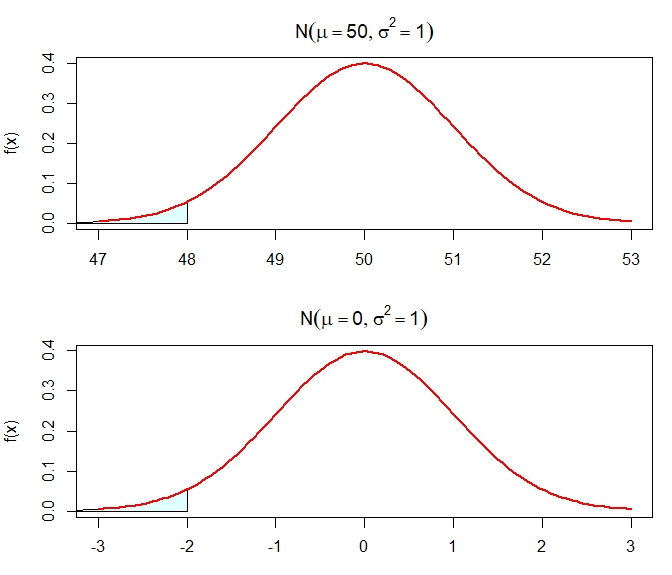 N(μ = 50, σ² = 1)
f(x)
0.4
0.3
0.2
0.1
0.0
47 48 49 50 51 52 53
N(μ = 0, σ² = 1)
f(x)
0.4
0.3
0.2
0.1
0.0
-3 -2 -1 0 1 2 3